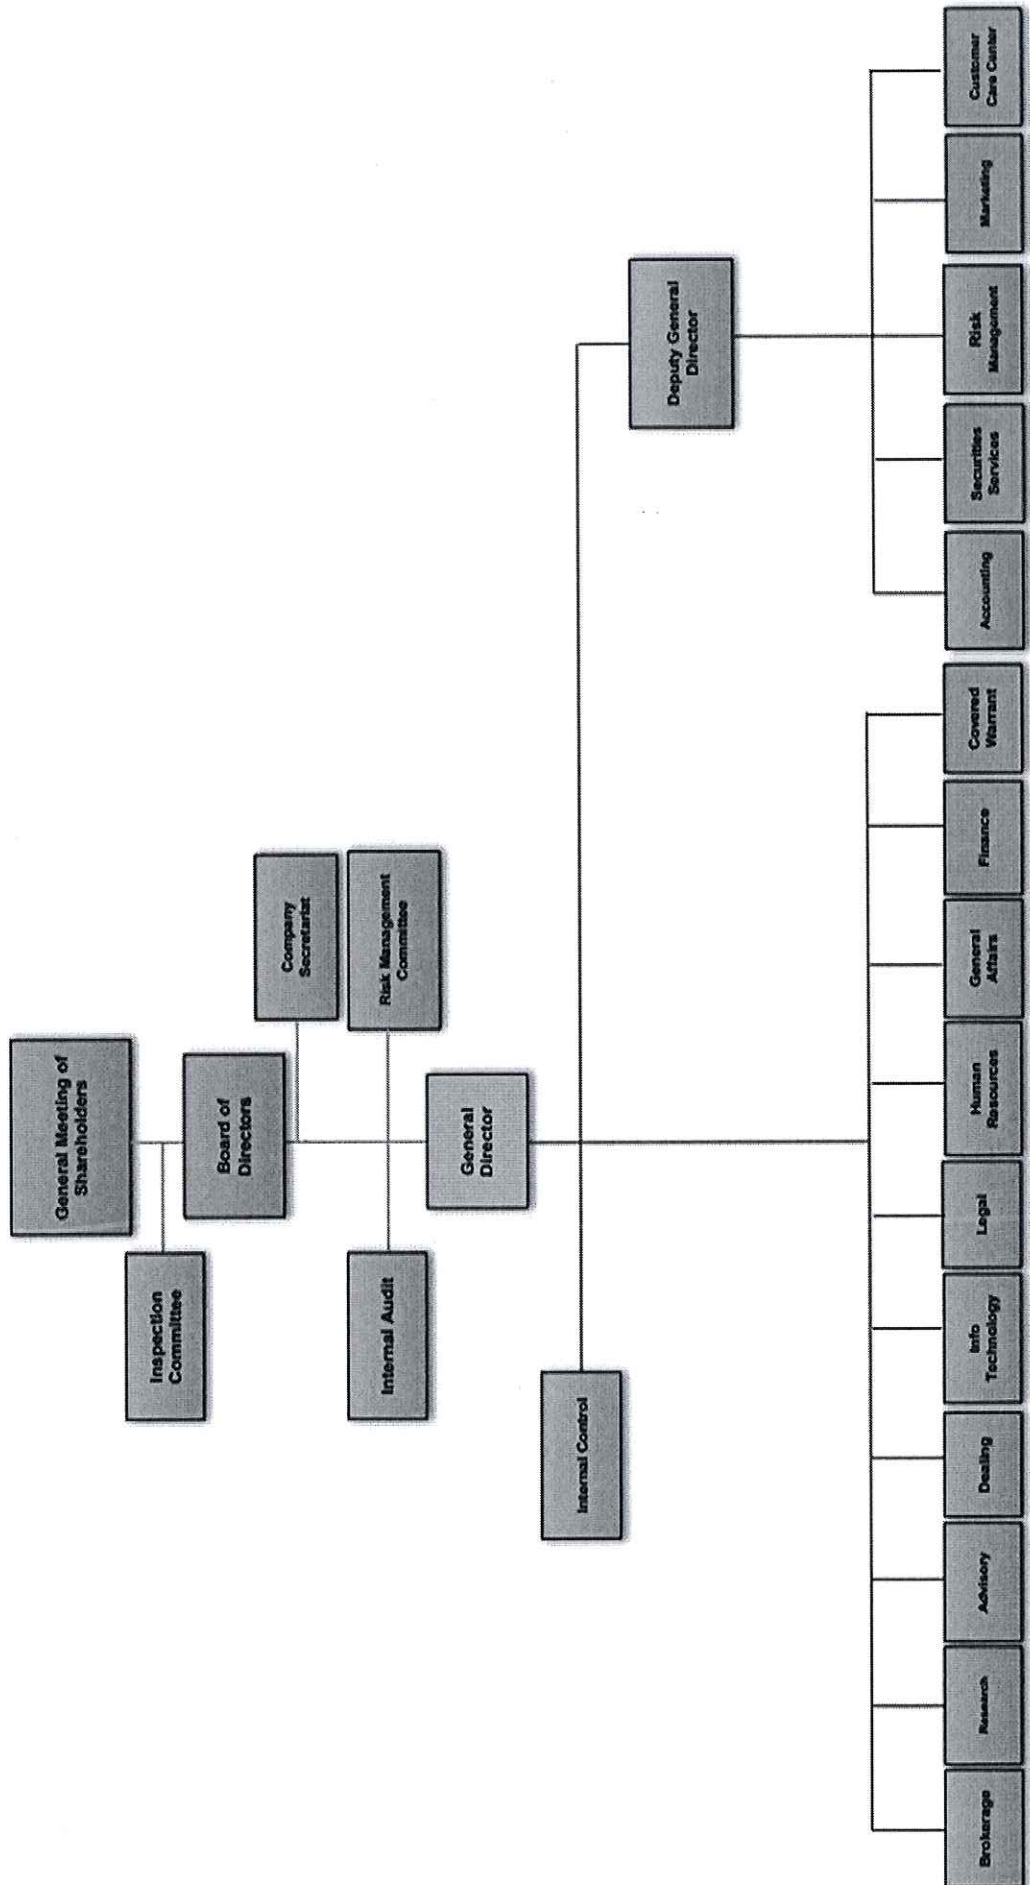 General Meeting of
Shareholders
Inspection
Committee
Board of
Directors
Company
Secretariat
Internal Audit
Risk Management
Committee
General
Director
Internal Control
Deputy General
Director
Brokerage
Research
Advisory
Dealing
Info
Technology
Legal
Human
Resources
General
Affairs
Finance
Covered
Warrant
Accounting
Securities
Services
Risk
Management
Marketing
Customer
Care Center